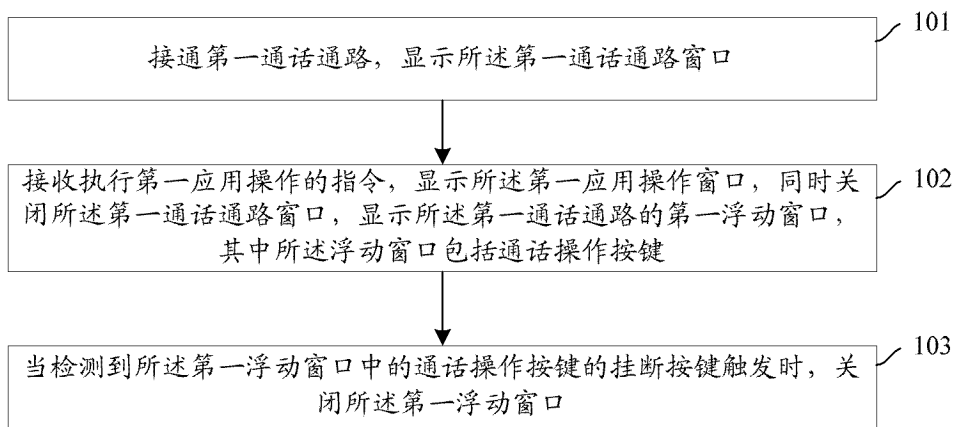 101
接通第一通话通路，显示所述第一通话通路窗口
102
接收执行第一应用操作的指令，显示所述第一应用操作窗口，同时关
闭所述第一通话通路窗口，显示所述第一通话通路的第一浮动窗口，
其中所述浮动窗口包括通话操作按键
103
当检测到所述第一浮动窗口中的通话操作按键的挂断按键触发时，关
闭所述第一浮动窗口